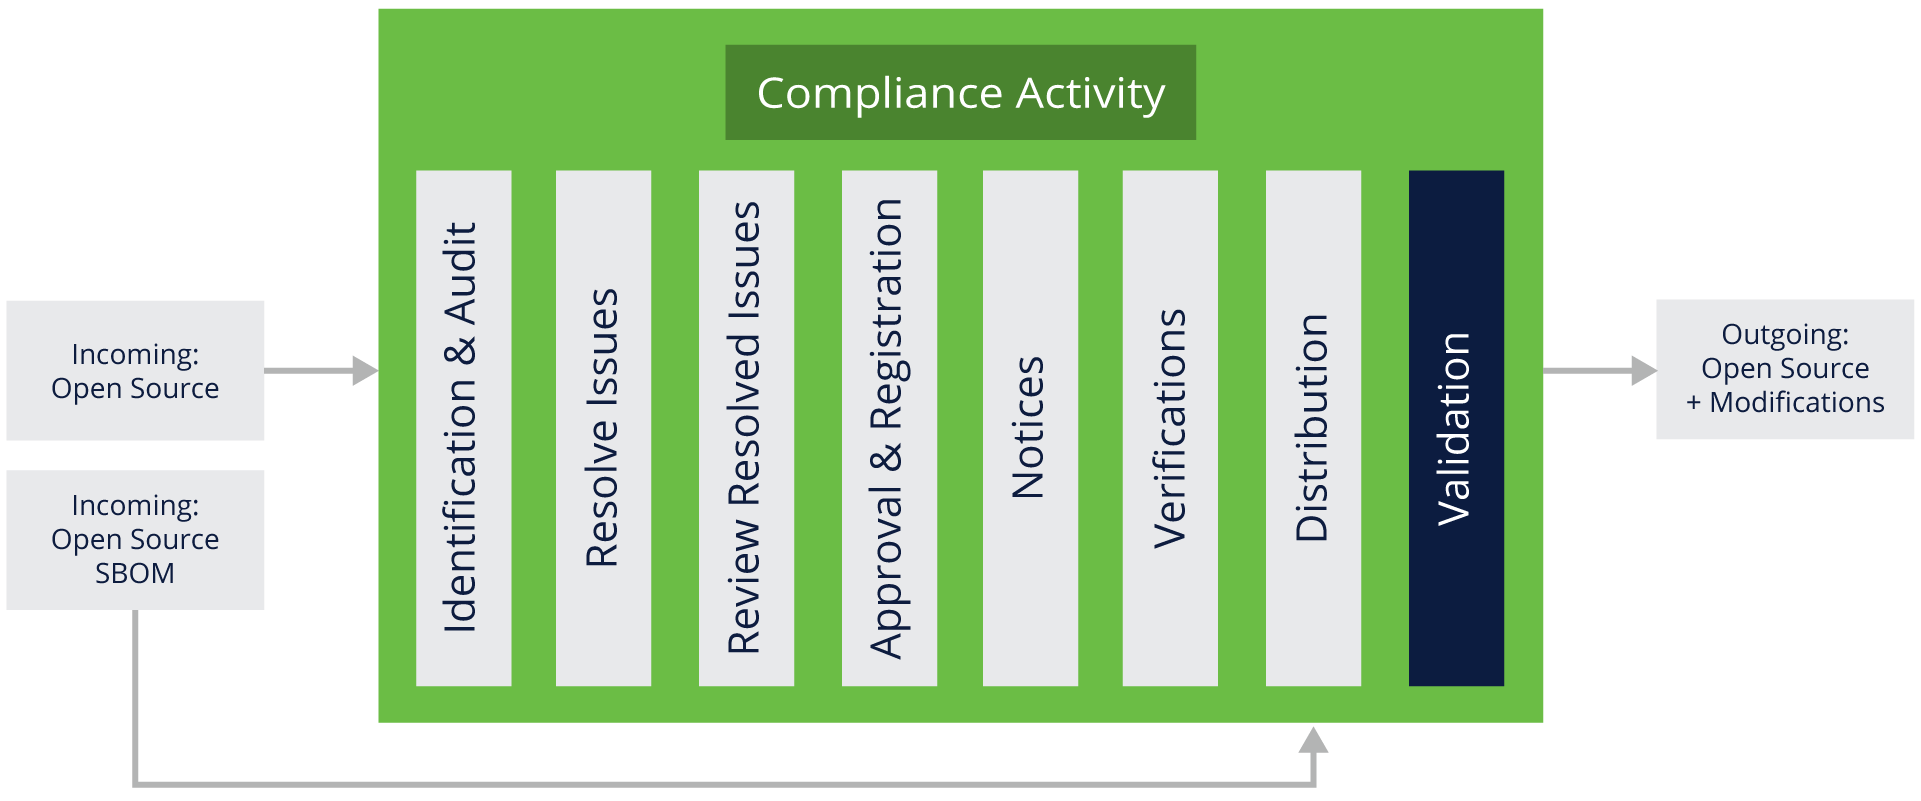 Compliance Activity
Incoming:
Open Source
Incoming:
Open Source
SBOM
Identification & Audit
Resolve Issues
Review Resolved Issues
Approval & Registration
Notices
Verifications
Distribution
Validation
Outgoing:
Open Source
+ Modifications